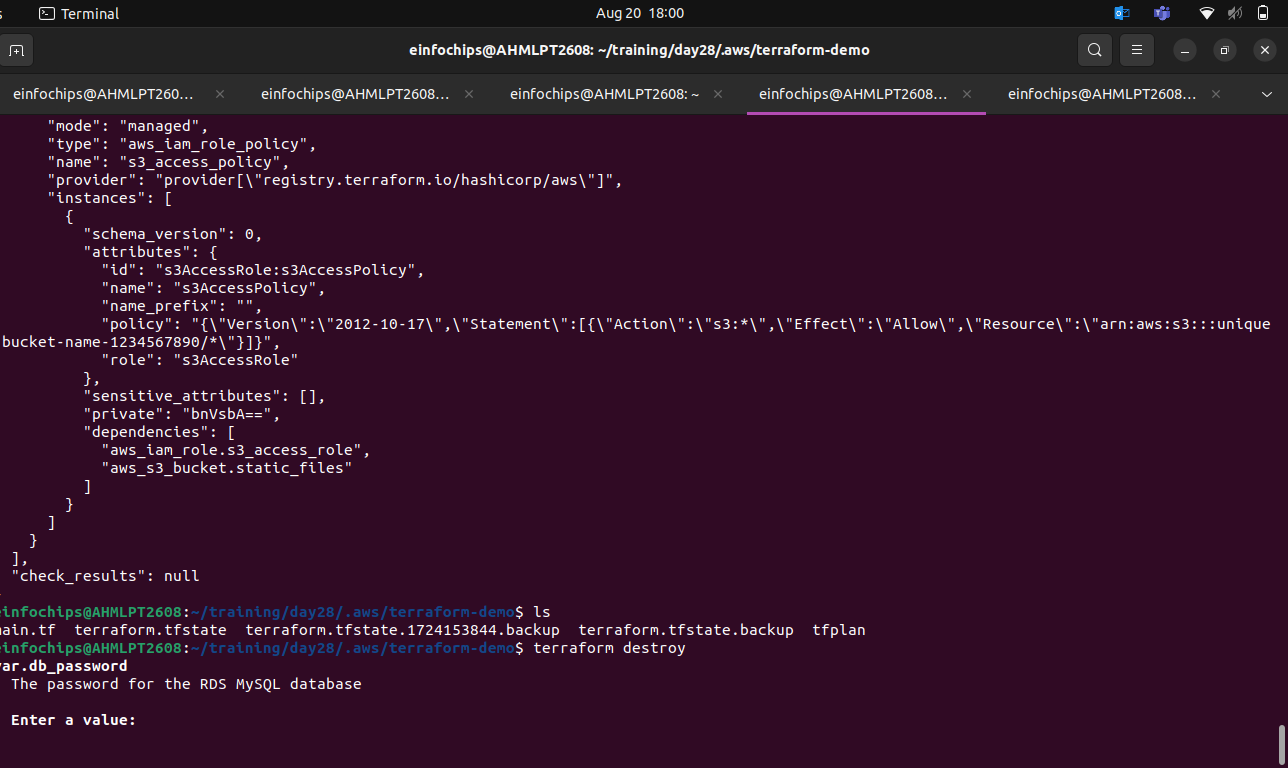 Terminal
Aug 20 18:00
einfochips@AHMLPT2608: ~/training/day28/.aws/terraform-demo
einfochips@AHMLPT260... × einfochips@AHMLPT2608... × einfochips@AHMLPT2608: ~ × einfochips@AHMLPT2608... × einfochips@AHMLPT2608... ×
"mode": "managed",
"type": "aws_iam_role_policy",
"name": "s3_access_policy",
"provider": "provider[\"registry.terraform.io/hashicorp/aws\"]",
"instances": [
{
"schema_version": 0,
"attributes": {
"id": "s3AccessRole:s3AccessPolicy",
"name": "s3AccessPolicy",
"name_prefix": "",
"policy": "{\"Version\":\"2012-10-17\",\"Statement\":[{\"Action\":\"s3:*\",\"Effect\":\"Allow\",\"Resource\":\"arn:aws:s3:::unique
bucket-name-1234567890/*\"}]}",
"role": "s3AccessRole"
},
"sensitive_attributes": [],
"private": "bnVsbA==",
"dependencies": [
"aws_iam_role.s3_access_role",
"aws_s3_bucket.static_files"
]
}
]
}
],
"check_results": null
einfochips@AHMLPT2608:~/training/day28/.aws/terraform-demo$ ls
ain.tf terraform.tfstate terraform.tfstate.1724153844.backup terraform.tfstate.backup tfplan
einfochips@AHMLPT2608:~/training/day28/.aws/terraform-demo$ terraform destroy
var.db_password
The password for the RDS MySQL database
Enter a value: